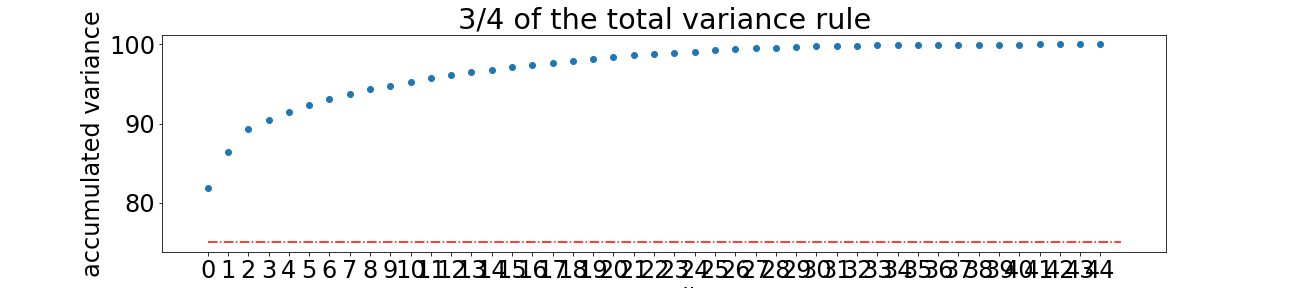 3/4 of the total variance rule
accumulated variance
100
90
80
0 1 2 3 4 5 6 7 8 9 10 11 12 13 14 15 16 17 18 19 20 21 22 23 24 25 26 27 28 29 30 31 32 33 34 35 36 37 38 39 40 41 42 43 44